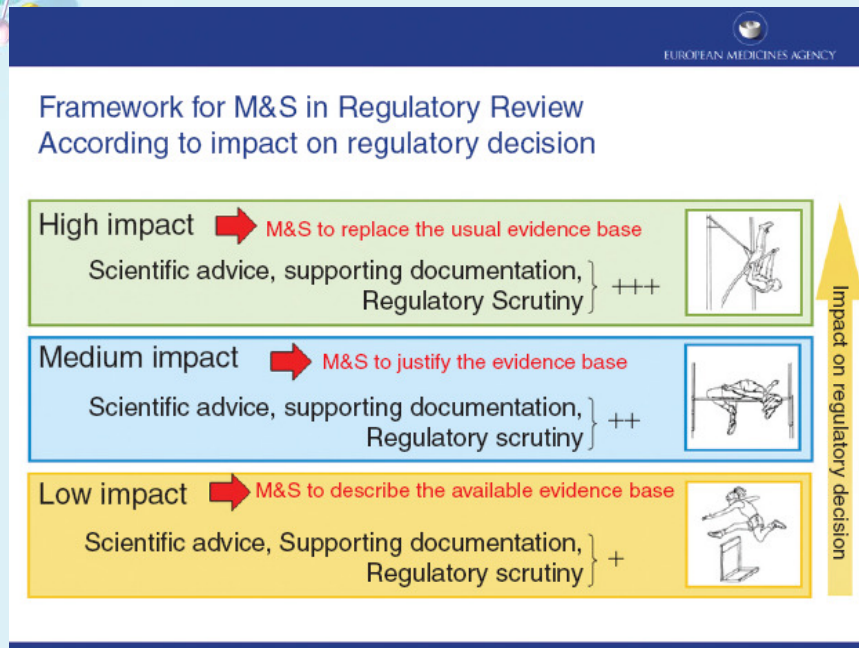 EUROPEAN MEDICINES AGENCY
Framework for M&S in Regulatory Review
According to impact on regulatory decision
High impact M&S to replace the usual evidence base
Scientific advice, supporting documentation,
Regulatory Scrutiny +++
Medium impact M&S to justify the evidence base
Scientific advice, supporting documentation,
Regulatory scrutiny ++
Low impact M&S to describe the available evidence base
Scientific advice, Supporting documentation,
Regulatory scrutiny +
Impact on regulatory decision